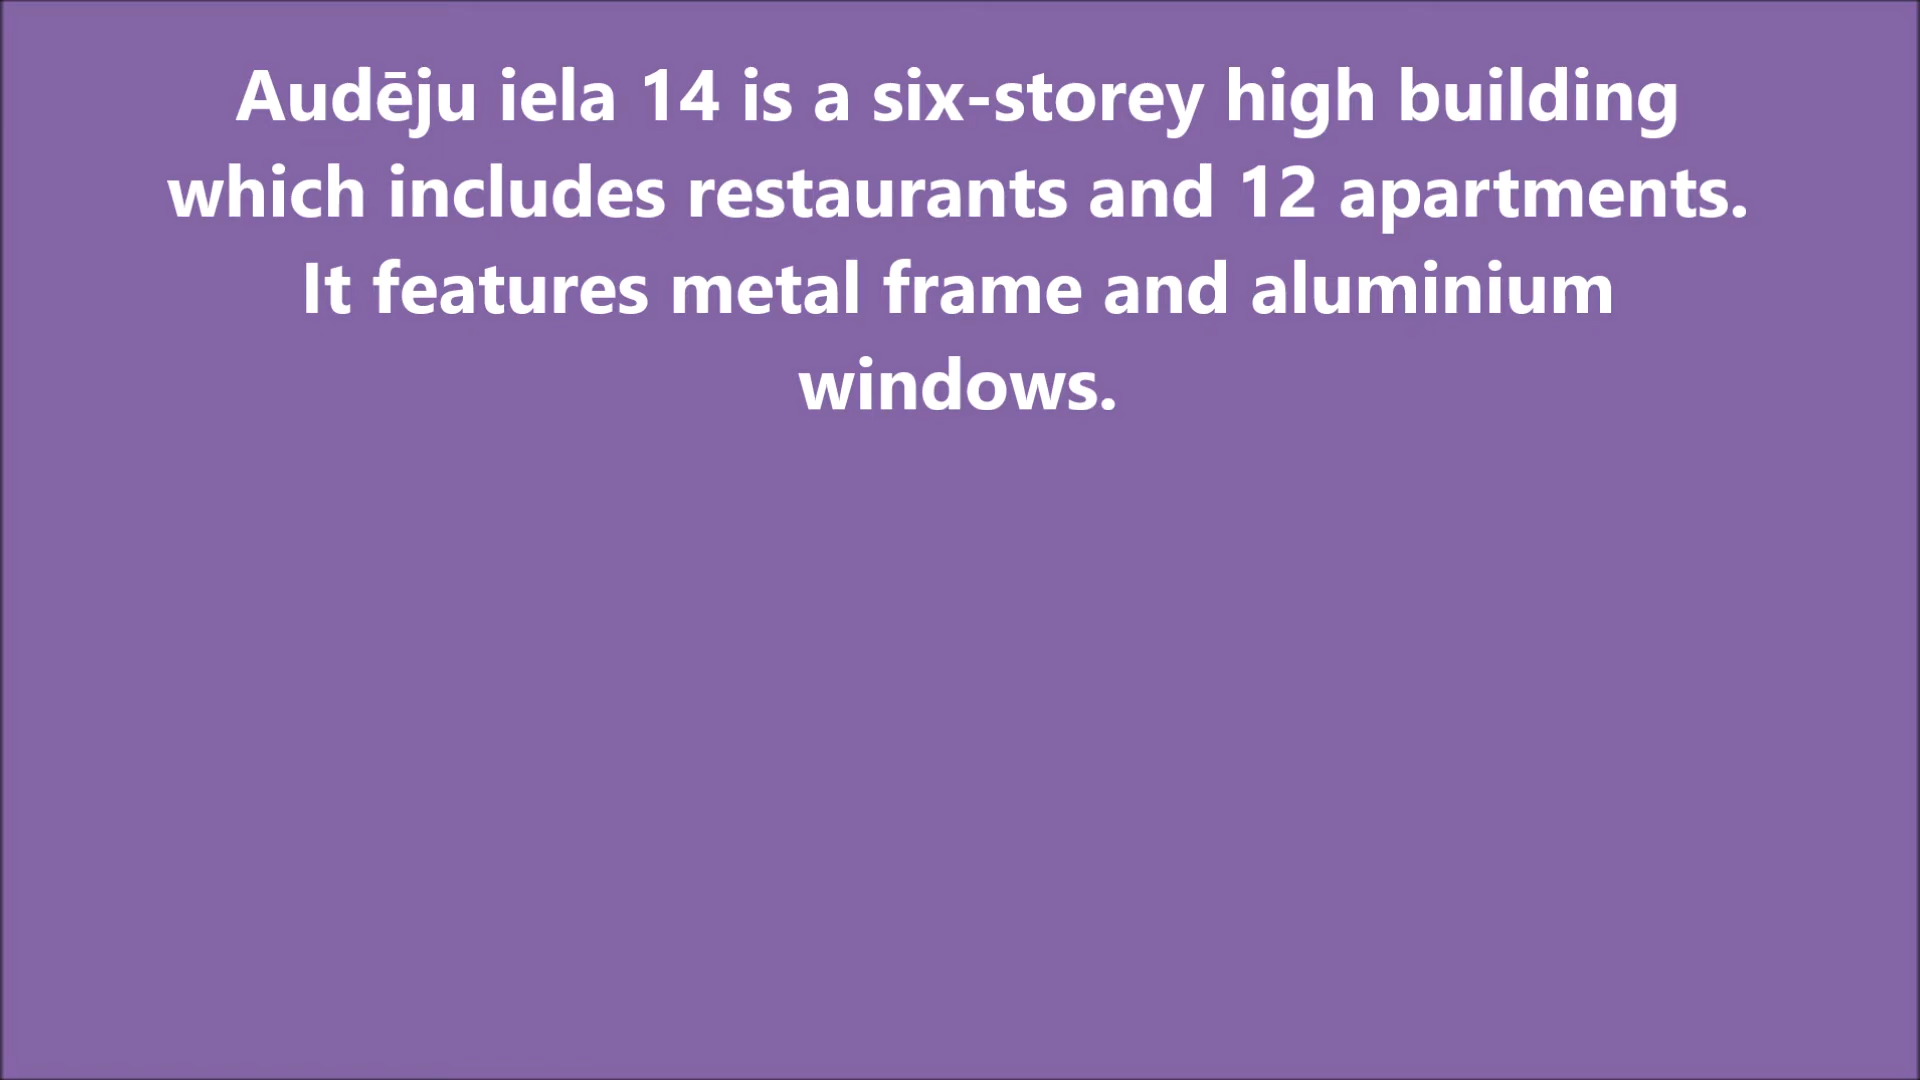 Audēju iela 14 is a six-storey high building
which includes restaurants and 12 apartments.
It features metal frame and aluminium
windows.